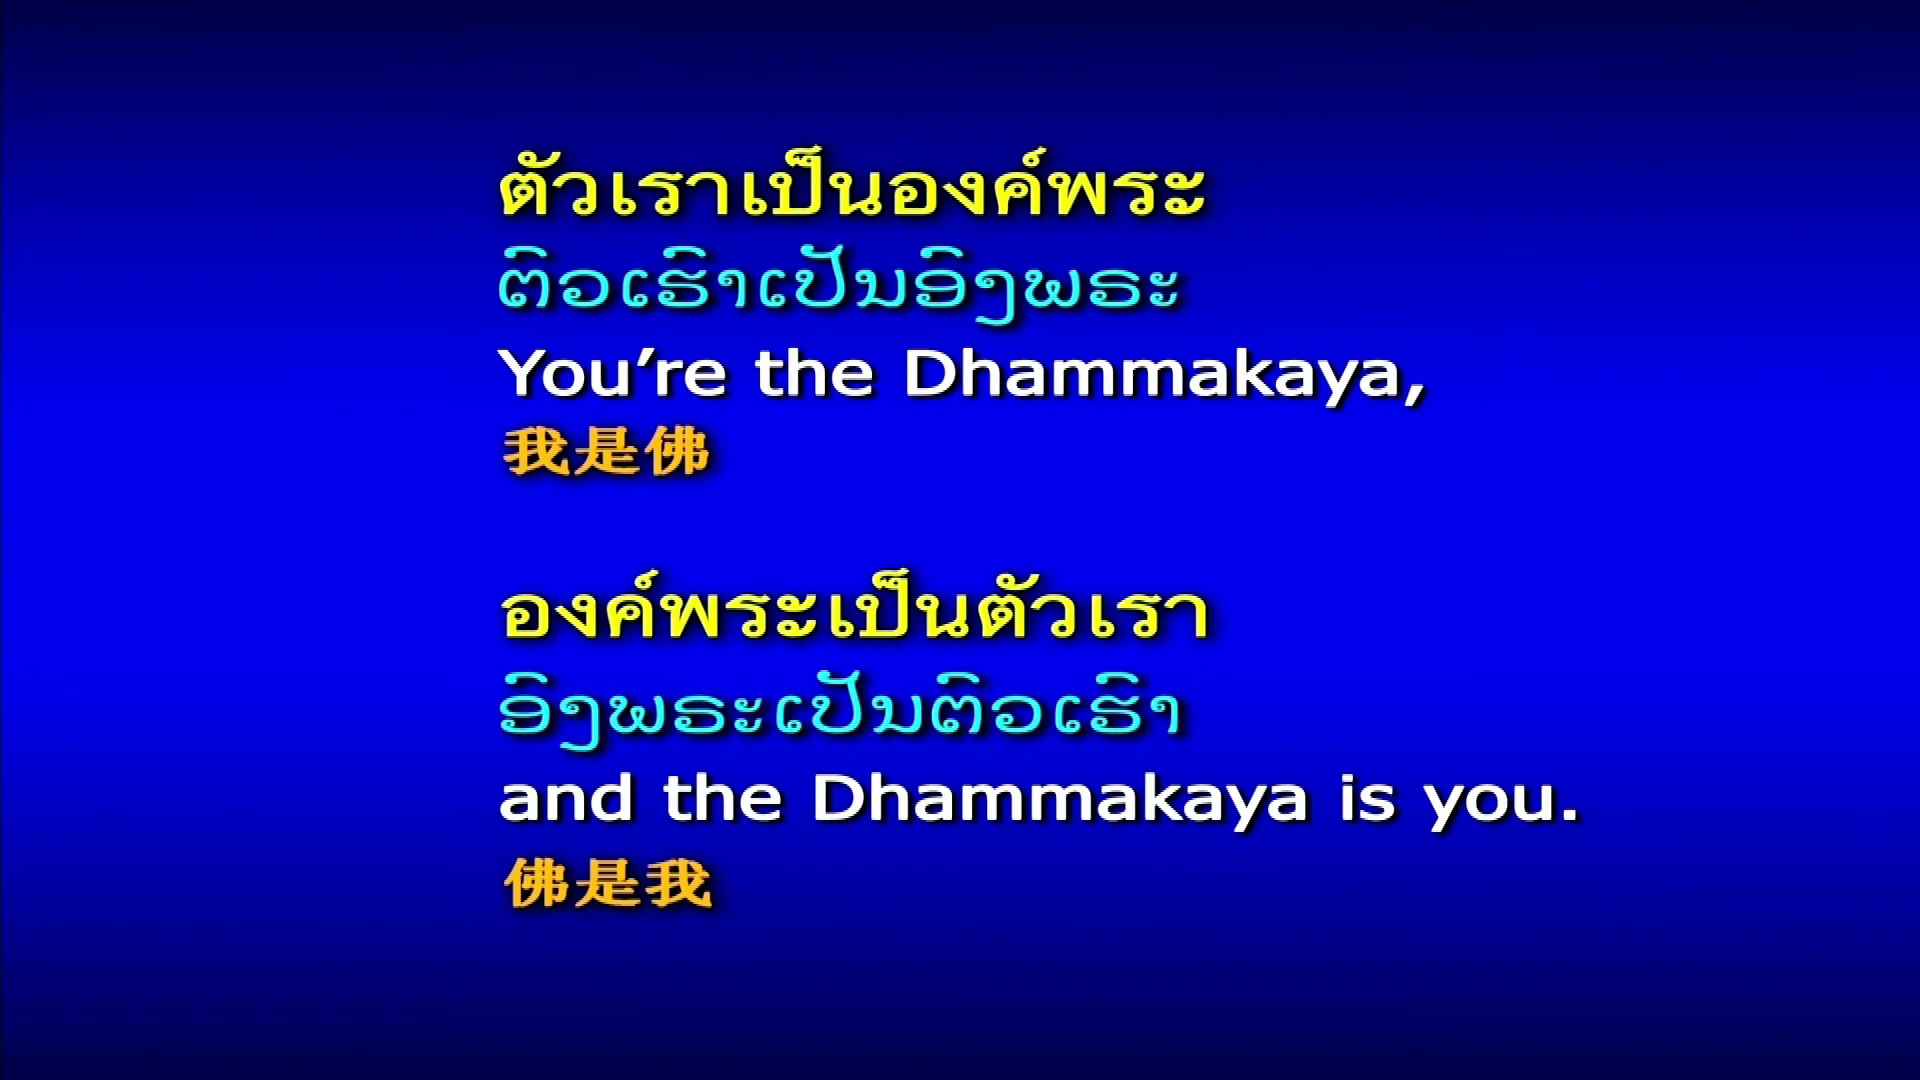 ตัวเราเป็นองค์พระ
ຕົວເຮົາເປັນອົງພຣະ
You’re the Dhammakaya,
我是佛
องค์พระเป็นตัวเรา
ອົງພຣະເປັນຕົວເຮົາ
and the Dhammakaya is you.
佛是我